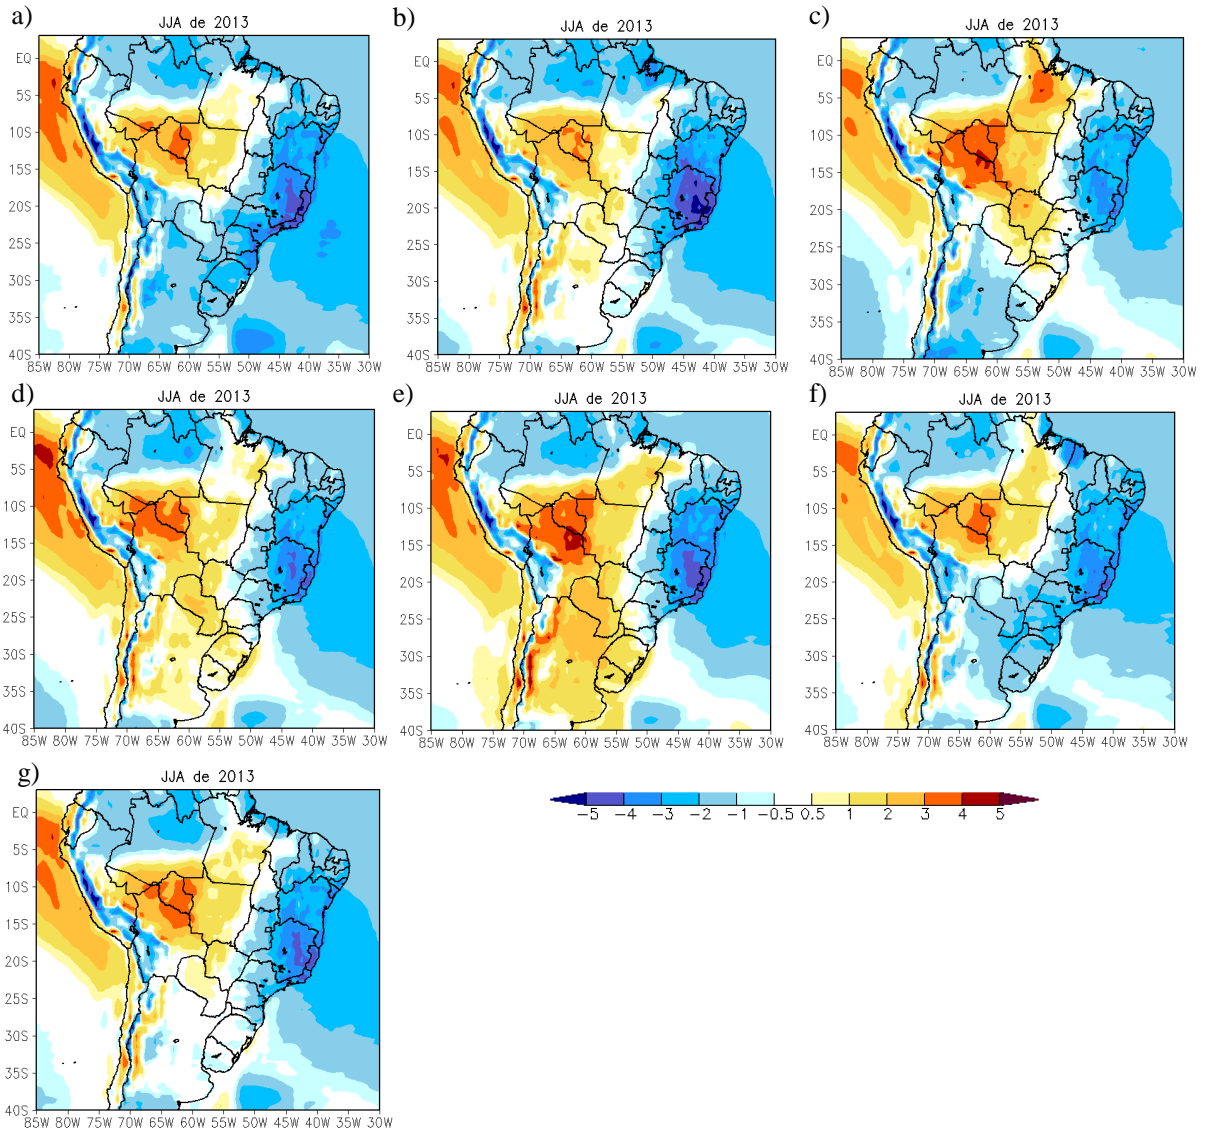 a) JJA de 2013
EQ
5S
10S
15S
20S
25S
30S
35S
40S
85W 80W 75W 70W 65W 60W 55W 50W 45W 40W 35W 30W
b) JJA de 2013
EQ
5S
10S
15S
20S
25S
30S
35S
40S
85W 80W 75W 70W 65W 60W 55W 50W 45W 40W 35W 30W
c) JJA de 2013
EQ
5S
10S
15S
20S
25S
30S
35S
40S
85W 80W 75W 70W 65W 60W 55W 50W 45W 40W 35W 30W
d) JJA de 2013
EQ
5S
10S
15S
20S
25S
30S
35S
40S
85W 80W 75W 70W 65W 60W 55W 50W 45W 40W 35W 30W
e) JJA de 2013
EQ
5S
10S
15S
20S
25S
30S
35S
40S
85W 80W 75W 70W 65W 60W 55W 50W 45W 40W 35W 30W
f) JJA de 2013
EQ
5S
10S
15S
20S
25S
30S
35S
40S
85W 80W 75W 70W 65W 60W 55W 50W 45W 40W 35W 30W
g) JJA de 2013
EQ
5S
10S
15S
20S
25S
30S
35S
40S
85W 80W 75W 70W 65W 60W 55W 50W 45W 40W 35W 30W
-5 -4 -3 -2 -1 -0.5 0.5 1 2 3 4 5